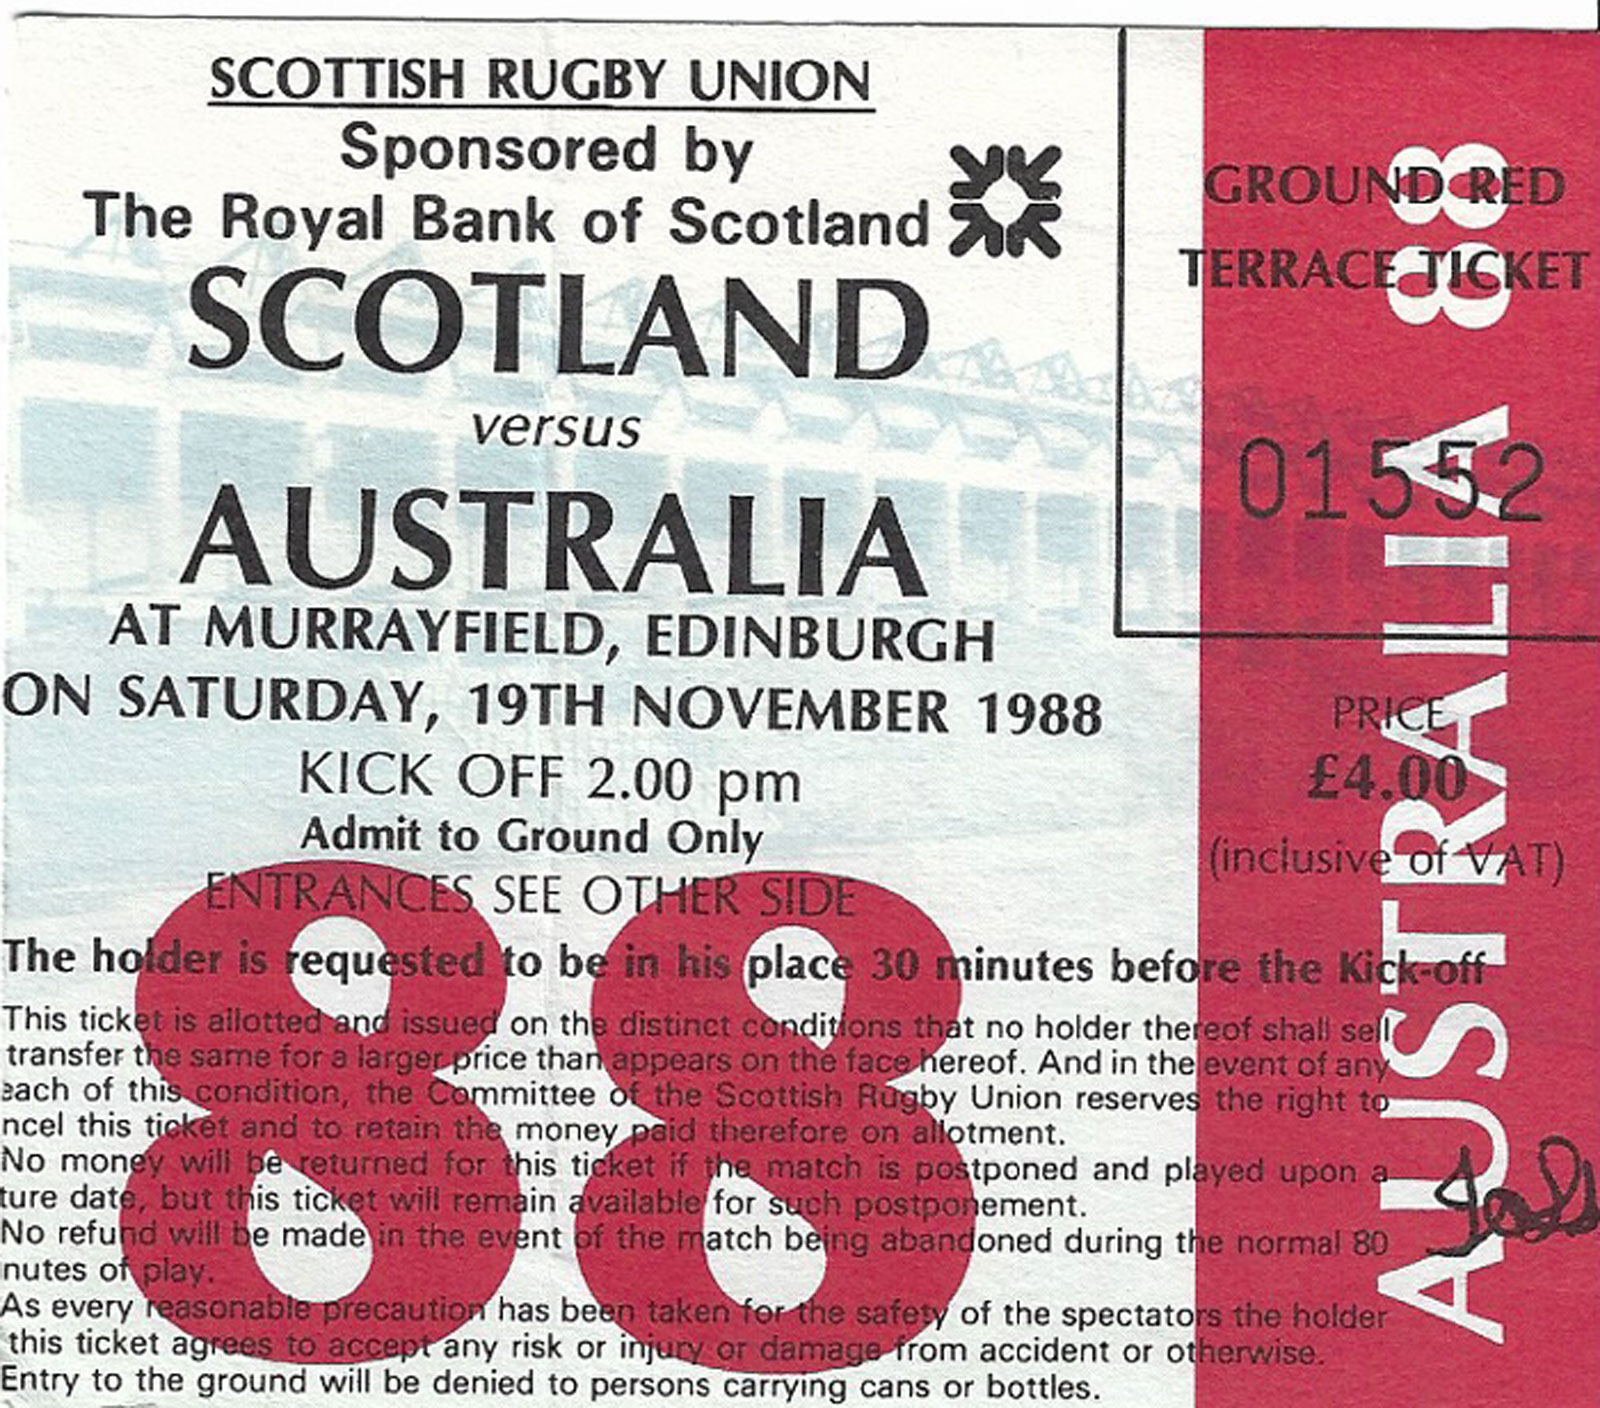 SCOTTISH RUGBY UNION
Sponsored by
The Royal Bank of Scotland
SCOTLAND
versus
AUSTRALIA
AT MURRAYFIELD, EDINBURGH
ON SATURDAY, 19TH NOVEMBER 1988
KICK OFF 2.00 pm
Admit to Ground Only
ENTRANCES SEE OTHER SIDE
The holder is requested to be in his place 30 minutes before the Kick-off
This ticket is allotted and issued on the distinct conditions that no holder thereof shall sell
transfer the same for a larger price than appears on the face hereof. And in the event of any
each of this condition, the Committee of the Scottish Rugby Union reserves the right to
ncel this ticket and to retain the money paid therefore on allotment.
No money will be returned for this ticket if the match is postponed and played upon a
ture date, but this ticket will remain available for such postponement.
No refund will be made in the event of the match being abandoned during the normal 80
nutes of play.
As every reasonable precaution has been taken for the safety of the spectators the holder
this ticket agrees to accept any risk or injury or damage from accident or otherwise.
Entry to the ground will be denied to persons carrying cans or bottles.
88
GROUND RED
TERRACE TICKET
01552
PRICE
£4.00
(inclusive of VAT)
AUSTRALIA 88